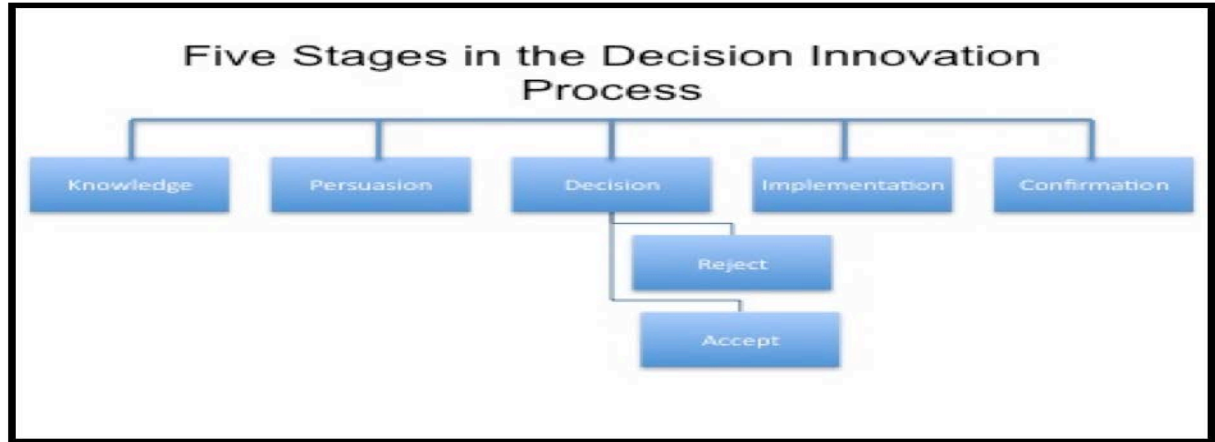 Five Stages in the Decision Innovation
Process
Knowledge
Persuasion
Decision
Implementation
Confirmation
Reject
Accept